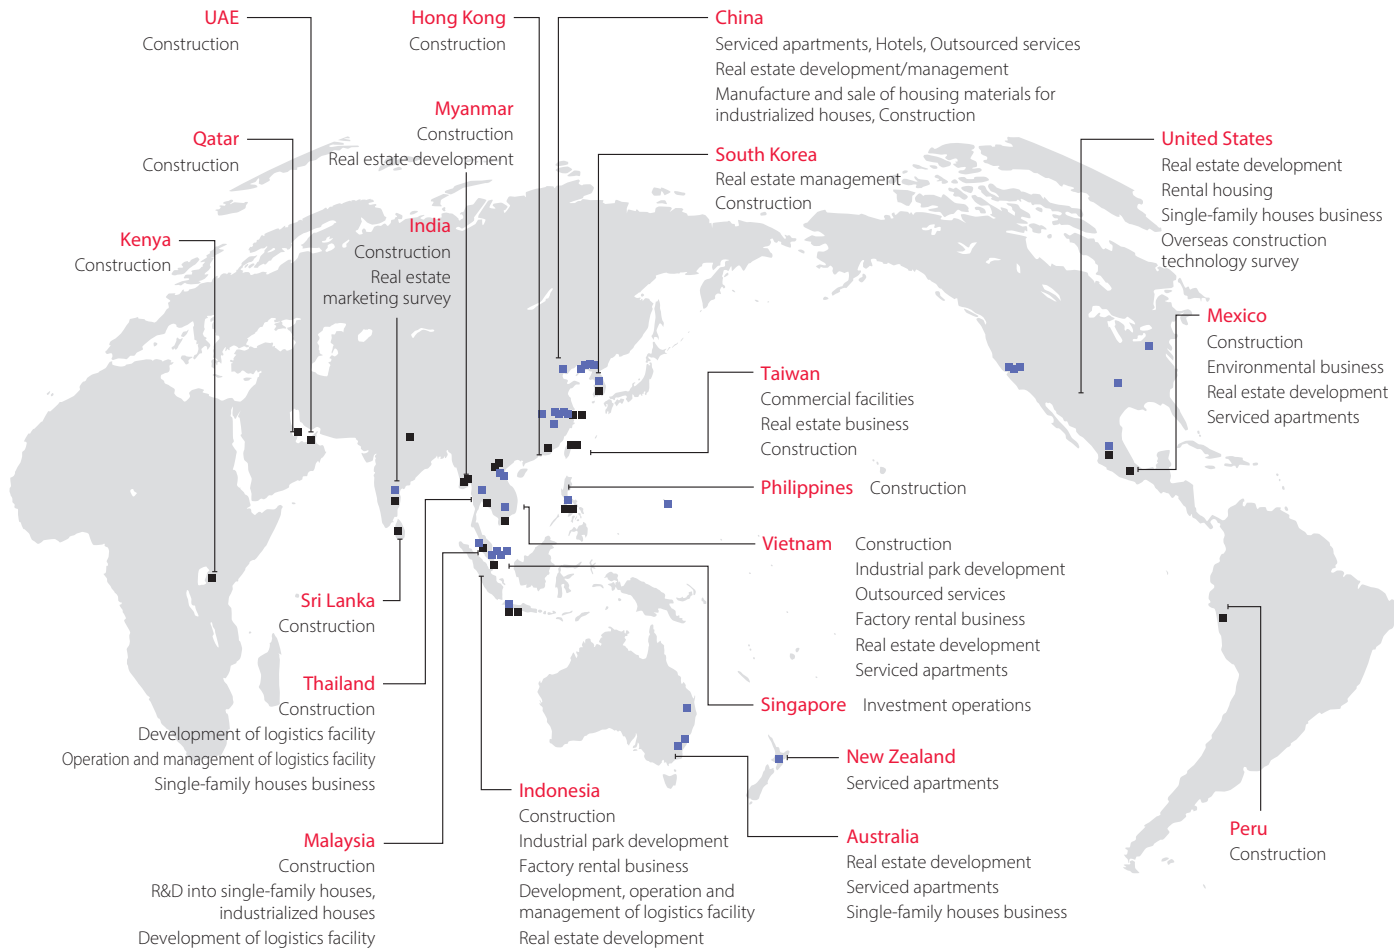 UAE
Construction
Hong Kong
Construction
China
Serviced apartments, Hotels, Outsourced services
Real estate development/management
Manufacture and sale of housing materials for
industrialized houses, Construction
Myanmar
Construction
Real estate development
Qatar
Construction
South Korea
Real estate management
Construction
United States
Real estate development
Rental housing
Single-family houses business
Overseas construction
technology survey
India
Construction
Real estate
marketing survey
Kenya
Construction
Mexico
Construction
Environmental business
Real estate development
Serviced apartments
Taiwan
Commercial facilities
Real estate business
Construction
Philippines Construction
Vietnam Construction
Industrial park development
Outsourced services
Factory rental business
Real estate development
Serviced apartments
Sri Lanka
Construction
Thailand
Construction
Development of logistics facility
Operation and management of logistics facility
Single-family houses business
Singapore Investment operations
New Zealand
Serviced apartments
Indonesia
Construction
Industrial park development
Factory rental business
Development, operation and
management of logistics facility
Real estate development
Malaysia
Construction
R&D into single-family houses,
industrialized houses
Development of logistics facility
Australia
Real estate development
Serviced apartments
Single-family houses business
Peru
Construction